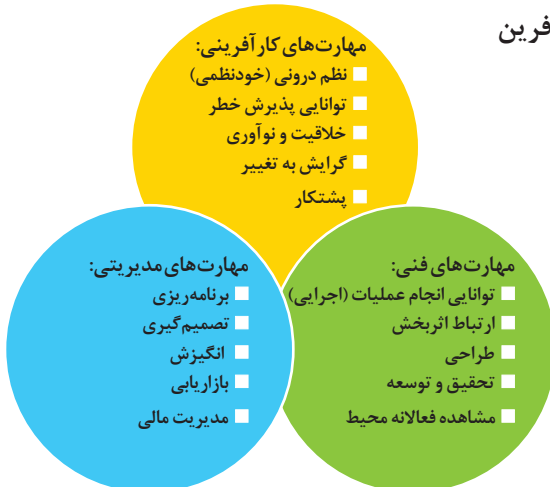 فرین
مهارت‌های کارآفرینی:
نظم درونی (خودنظمی)
توانایی پذیرش خطر
خلاقیت و نوآوری
گرایش به تغییر
پشتکار
مهارت‌های فنی:
توانایی انجام عملیات (اجرایی)
ارتباط اثربخش
طراحی
تحقیق و توسعه
مشاهده فعالانه محیط
مهارت‌های مدیریتی:
برنامه‌ریزی
تصمیم‌گیری
انگیزش
بازاریابی
مدیریت مالی